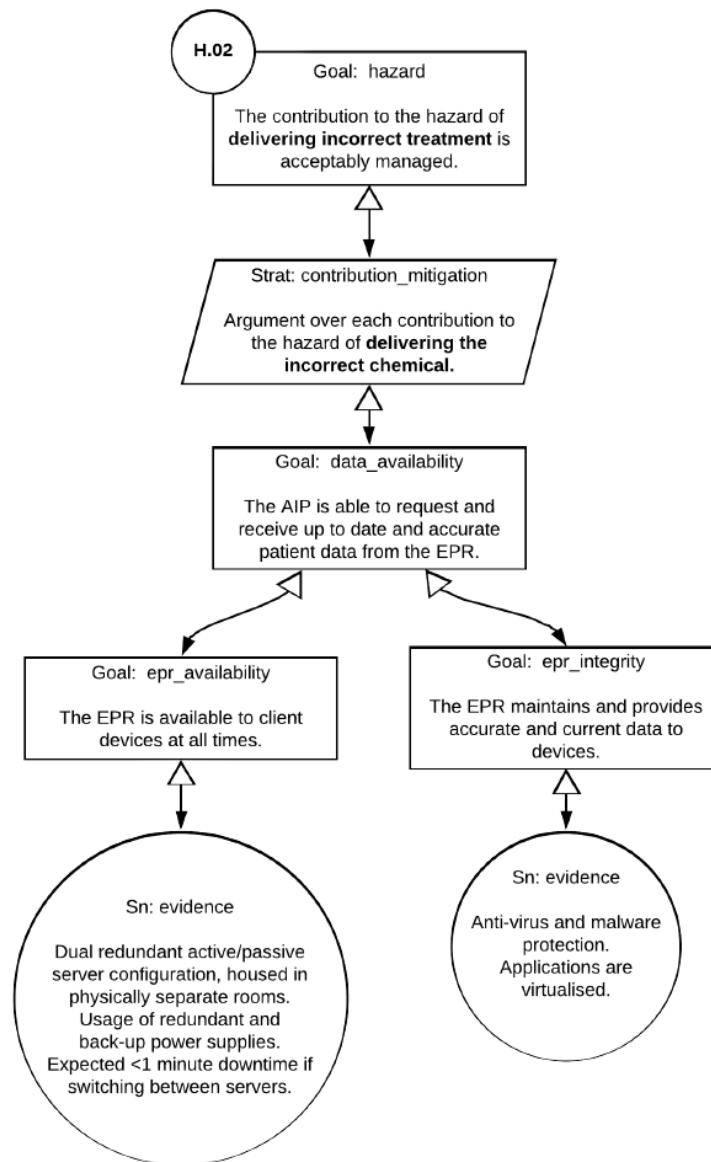 H.02
Goal: hazard
The contribution to the hazard of
delivering incorrect treatment is
acceptably managed.
Strat: contribution_mitigation
Argument over each contribution to
the hazard of delivering the
incorrect chemical.
Goal: data_availability
The AIP is able to request and
receive up to date and accurate
patient data from the EPR.
Goal: epr_availability
The EPR is available to client
devices at all times.
Goal: epr_integrity
The EPR maintains and provides
accurate and current data to
devices.
Sn: evidence
Dual redundant active/passive
server configuration, housed in
physically separate rooms.
Usage of redundant and
back-up power supplies.
Expected <1 minute downtime if
switching between servers.
Sn: evidence
Anti-virus and malware
protection.
Applications are
virtualised.